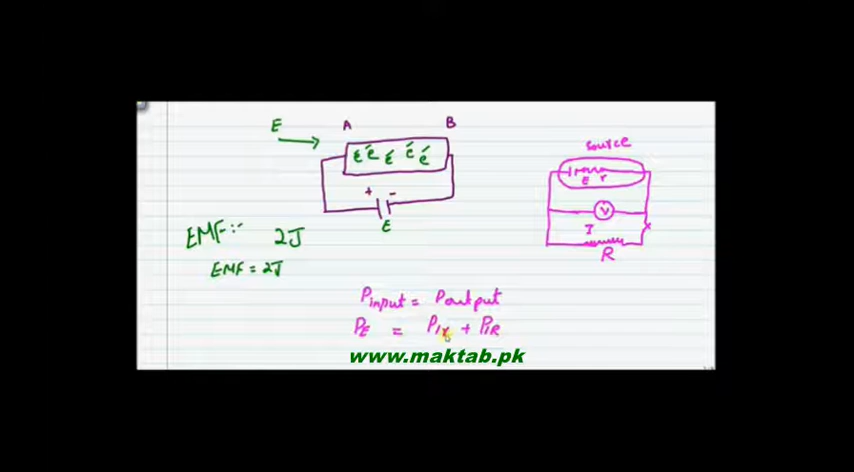 E
A B
é é é é é
+ -
E
EMF:-
2J
EMF = 2J
source
E r
V
I
R
Pinput = Poutput
PE = PIr + PIR
www.maktab.pk